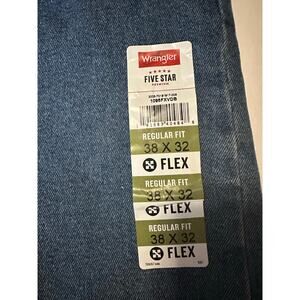 Wrangler
FIVE STAR
PREMIUM
1096FXVDB
REGULAR FIT
38 X 32
FLEX
REGULAR FIT
38 X 32
FLEX
REGULAR FIT
38 X 32
FLEX